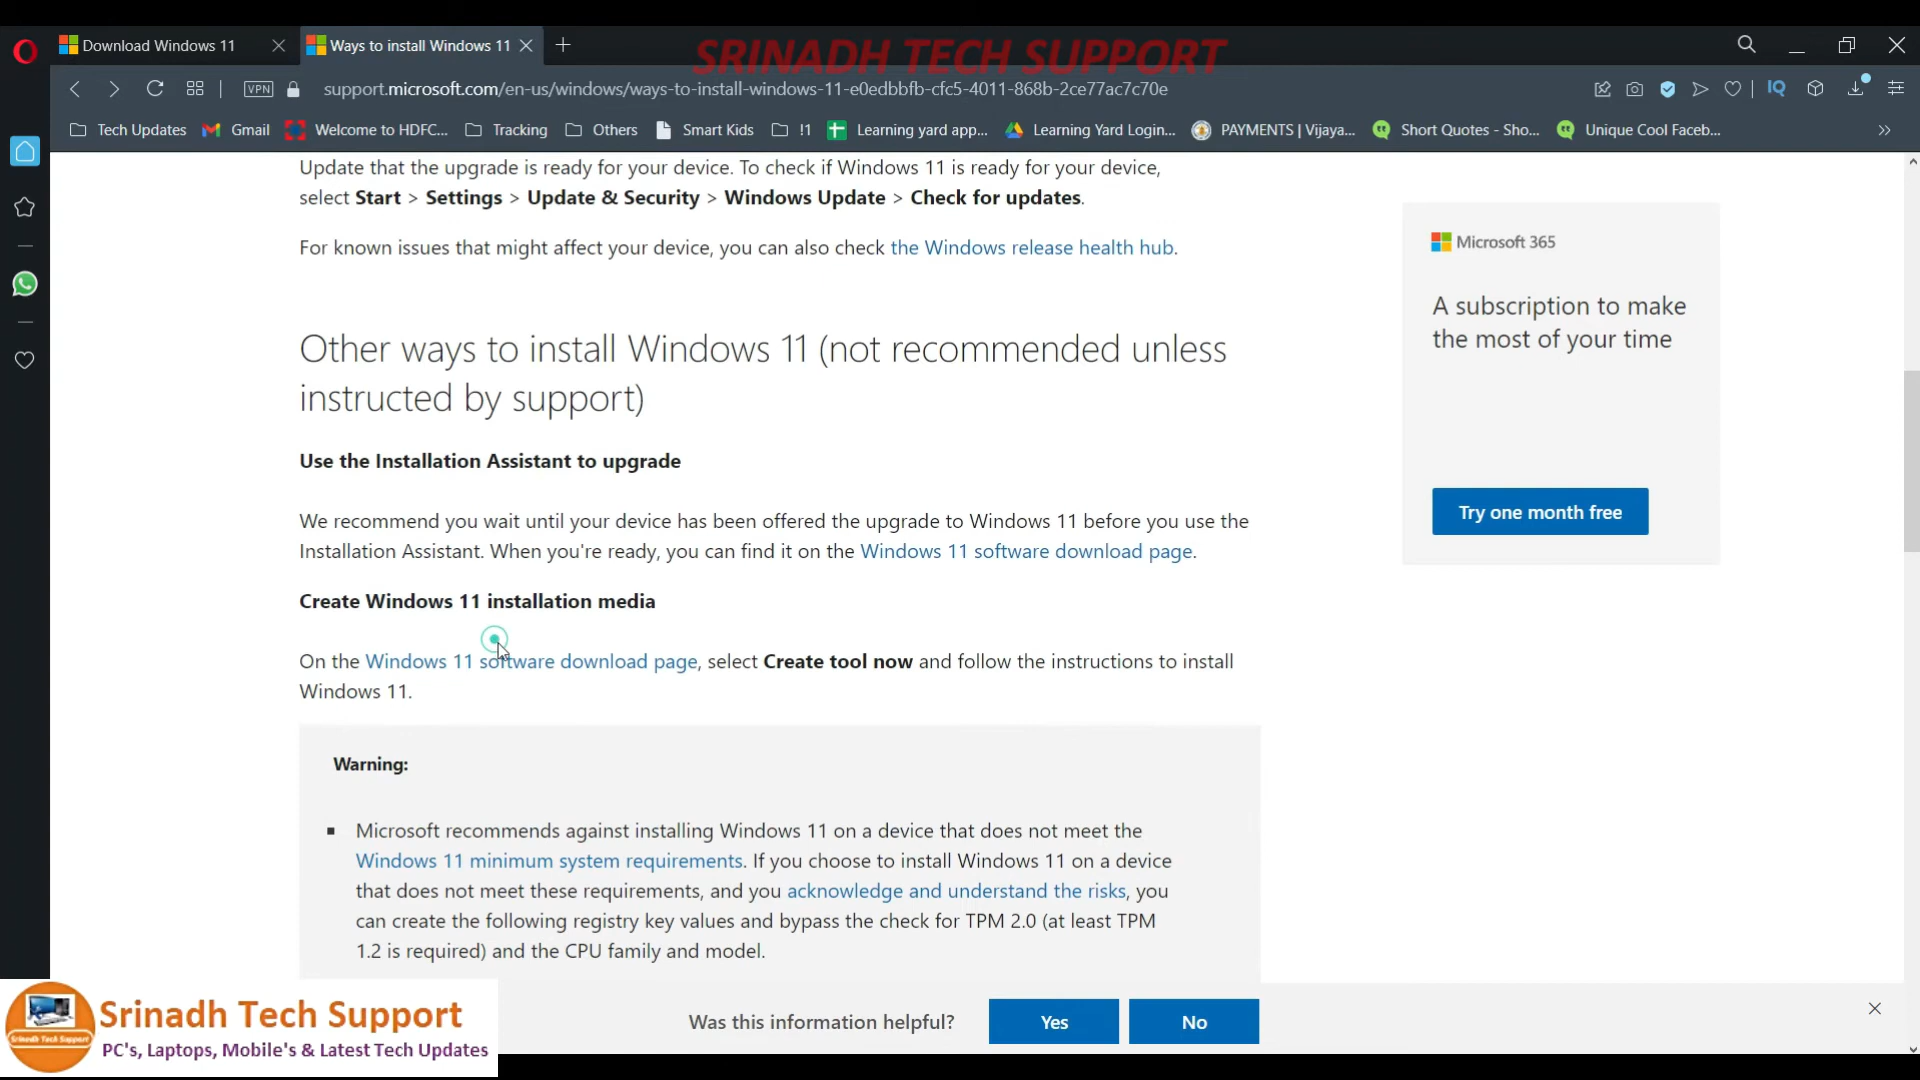 Download Windows 11
Ways to install Windows 11
SRINADH TECH SUPPORT
VPN
support.microsoft.com/en-us/windows/ways-to-install-windows-11-e0edbbfb-cfc5-4011-868b-2ce77ac7c70e
Tech Updates
Gmail
Welcome to HDFC...
Tracking
Others
Smart Kids
!1
Learning yard app...
Learning Yard Login...
PAYMENTS | Vijaya...
Short Quotes - Sho...
Unique Cool Faceb...
Update that the upgrade is ready for your device. To check if Windows 11 is ready for your device,
select Start > Settings > Update & Security > Windows Update > Check for updates.
For known issues that might affect your device, you can also check the Windows release health hub.
Other ways to install Windows 11 (not recommended unless
instructed by support)
Use the Installation Assistant to upgrade
We recommend you wait until your device has been offered the upgrade to Windows 11 before you use the
Installation Assistant. When you're ready, you can find it on the Windows 11 software download page.
Create Windows 11 installation media
On the Windows 11 software download page, select Create tool now and follow the instructions to install
Windows 11.
Warning:
Microsoft recommends against installing Windows 11 on a device that does not meet the
Windows 11 minimum system requirements. If you choose to install Windows 11 on a device
that does not meet these requirements, and you acknowledge and understand the risks, you
can create the following registry key values and bypass the check for TPM 2.0 (at least TPM
1.2 is required) and the CPU family and model.
Microsoft 365
A subscription to make
the most of your time
Try one month free
Was this information helpful?
Yes
No
Srinadh Tech Support
PC's, Laptops, Mobile's & Latest Tech Updates
Srinadh Tech Support